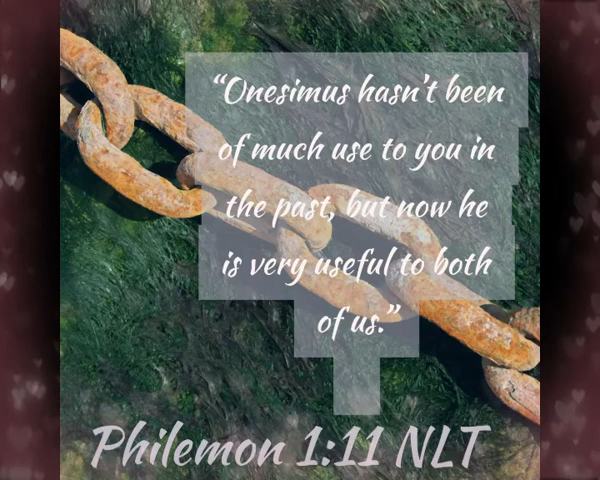 “Onesimus hasn’t been
of much use to you in
the past, but now he
is very useful to both
of us.”
Philemon 1:11 NLT